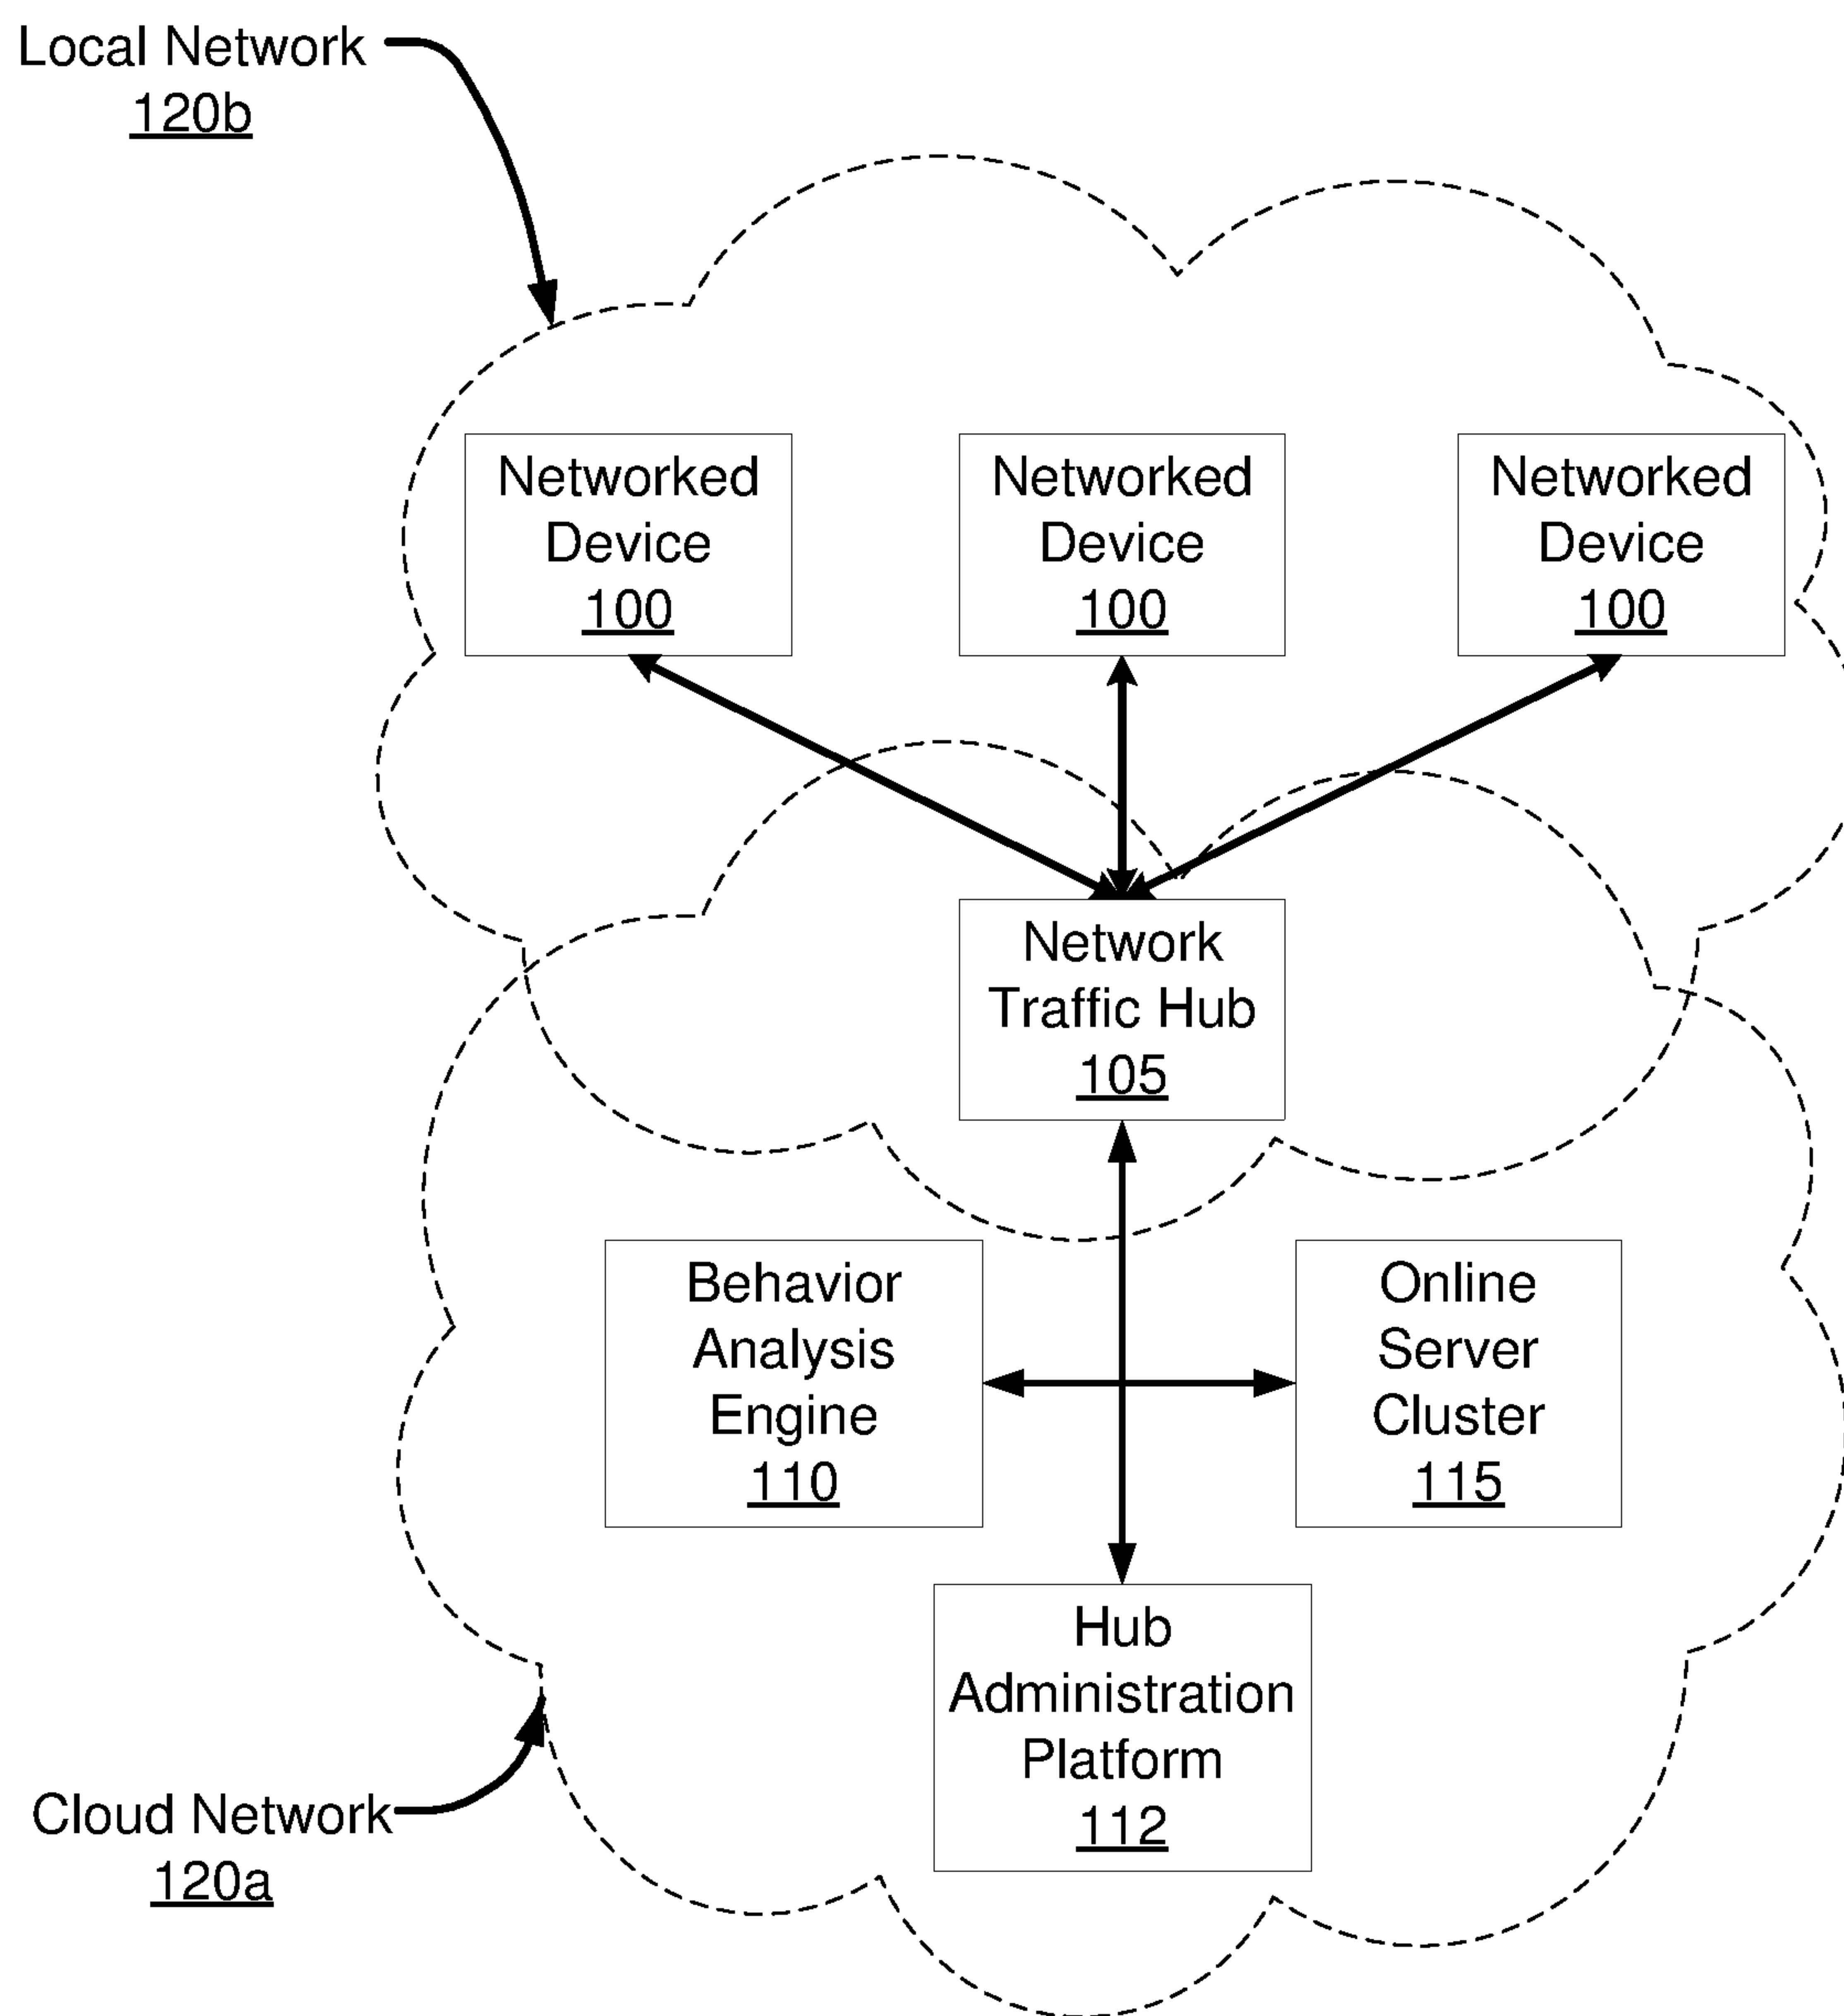 Local Network
120b
Networked
Device
100
Networked
Device
100
Networked
Device
100
Network
Traffic Hub
105
Behavior
Analysis
Engine
110
Online
Server
Cluster
115
Hub
Administration
Platform
112
Cloud Network
120a